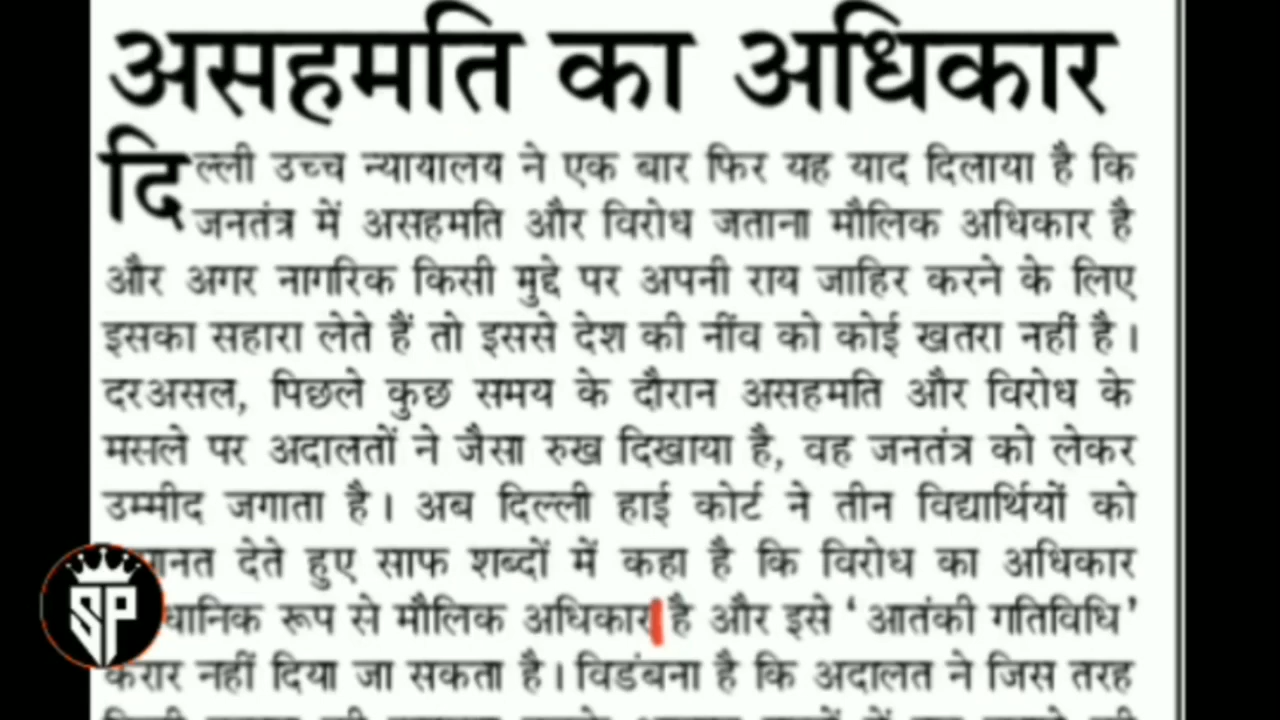 असहमति का अधिकार
दिल्ली उच्च न्यायालय ने एक बार फिर यह याद दिलाया है कि
जनतंत्र में असहमति और विरोध जताना मौलिक अधिकार है
और अगर नागरिक किसी मुद्दे पर अपनी राय जाहिर करने के लिए
इसका सहारा लेते हैं तो इससे देश की नींव को कोई खतरा नहीं है।
दरअसल, पिछले कुछ समय के दौरान असहमति और विरोध के
मसले पर अदालतों ने जैसा रुख दिखाया है, वह जनतंत्र को लेकर
उम्मीद जगाता है। अब दिल्ली हाई कोर्ट ने तीन विद्यार्थियों को
देते हुए साफ शब्दों में कहा है कि विरोध का अधिकार
रूप से मौलिक अधिकार है और इसे ‘आतंकी गतिविधि’
करार नहीं दिया जा सकता है। विडंबना है कि अदालत ने जिस तरह
SP